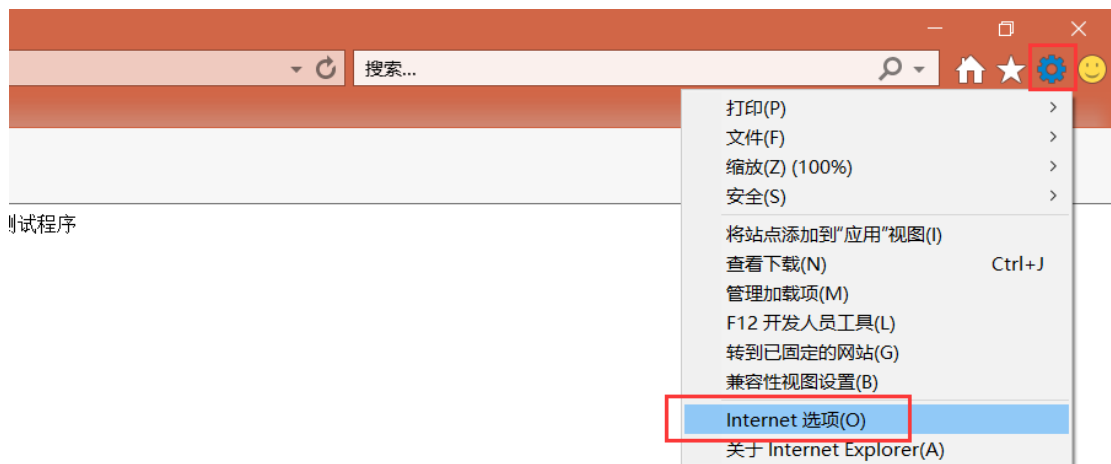 搜索...
打印(P)
文件(F)
缩放(Z) (100%)
安全(S)
试程序
将站点添加到“应用”视图(I)
查看下载(N) Ctrl+J
管理加载项(M)
F12 开发人员工具(L)
转到已固定的网站(G)
兼容性视图设置(B)
Internet 选项(O)
关于 Internet Explorer(A)